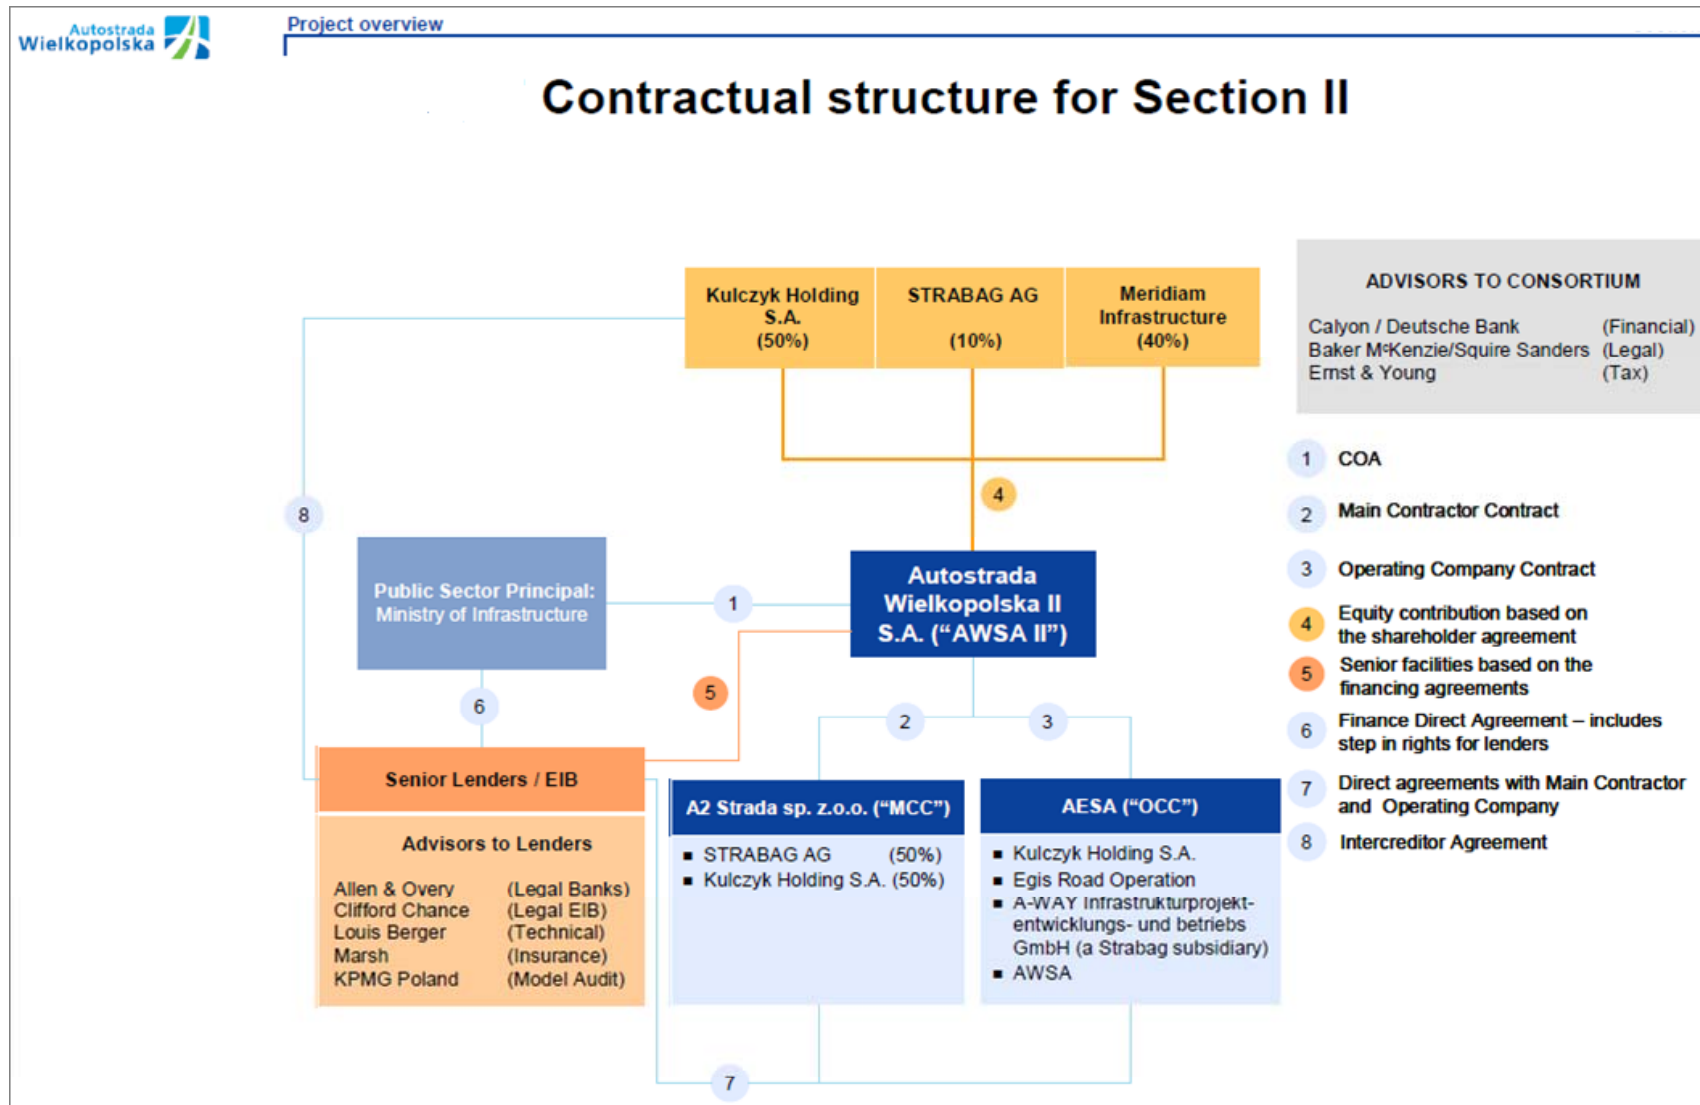 Autostrada
Wielkopolska
Project overview
Contractual structure for Section II
Kulczyk Holding
S.A.
(50%)
STRABAG AG
(10%)
Meridiam
Infrastructure
(40%)
ADVISORS TO CONSORTIUM
Calyon / Deutsche Bank (Financial)
Baker McKenzie/Squire Sanders (Legal)
Ernst & Young (Tax)
1 COA
2 Main Contractor Contract
3 Operating Company Contract
4 Equity contribution based on
the shareholder agreement
5 Senior facilities based on the
financing agreements
6 Finance Direct Agreement – includes
step in rights for lenders
7 Direct agreements with Main Contractor
and Operating Company
8 Intercreditor Agreement
4
8
Public Sector Principal:
Ministry of Infrastructure
1
Autostrada
Wielkopolska II
S.A. (“AWSA II”)
5
6
2
3
Senior Lenders / EIB
Advisors to Lenders
Allen & Overy (Legal Banks)
Clifford Chance (Legal EIB)
Louis Berger (Technical)
Marsh (Insurance)
KPMG Poland (Model Audit)
A2 Strada sp. z.o.o. (“MCC”)
■ STRABAG AG (50%)
■ Kulczyk Holding S.A. (50%)
AESA (“OCC”)
■ Kulczyk Holding S.A.
■ Egis Road Operation
■ A-WAY Infrastrukturprojekt-
entwicklungs- und betriebs
GmbH (a Strabag subsidiary)
■ AWSA
7